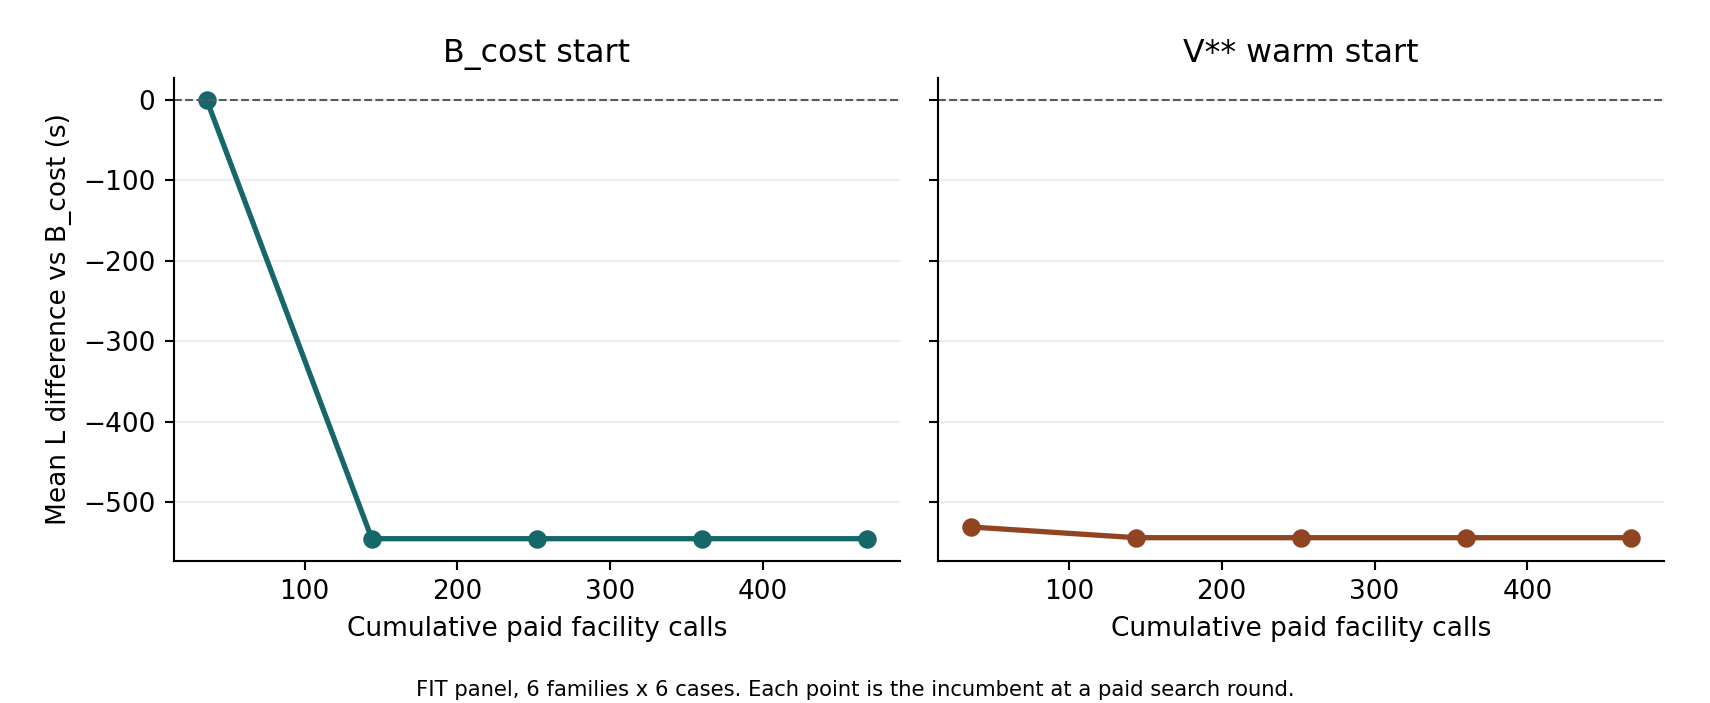 B_cost start
V** warm start
Mean L difference vs B_cost (s)
0
−100
−200
−300
−400
−500
100 200 300 400
100 200 300 400
Cumulative paid facility calls
Cumulative paid facility calls
FIT panel, 6 families x 6 cases. Each point is the incumbent at a paid search round.